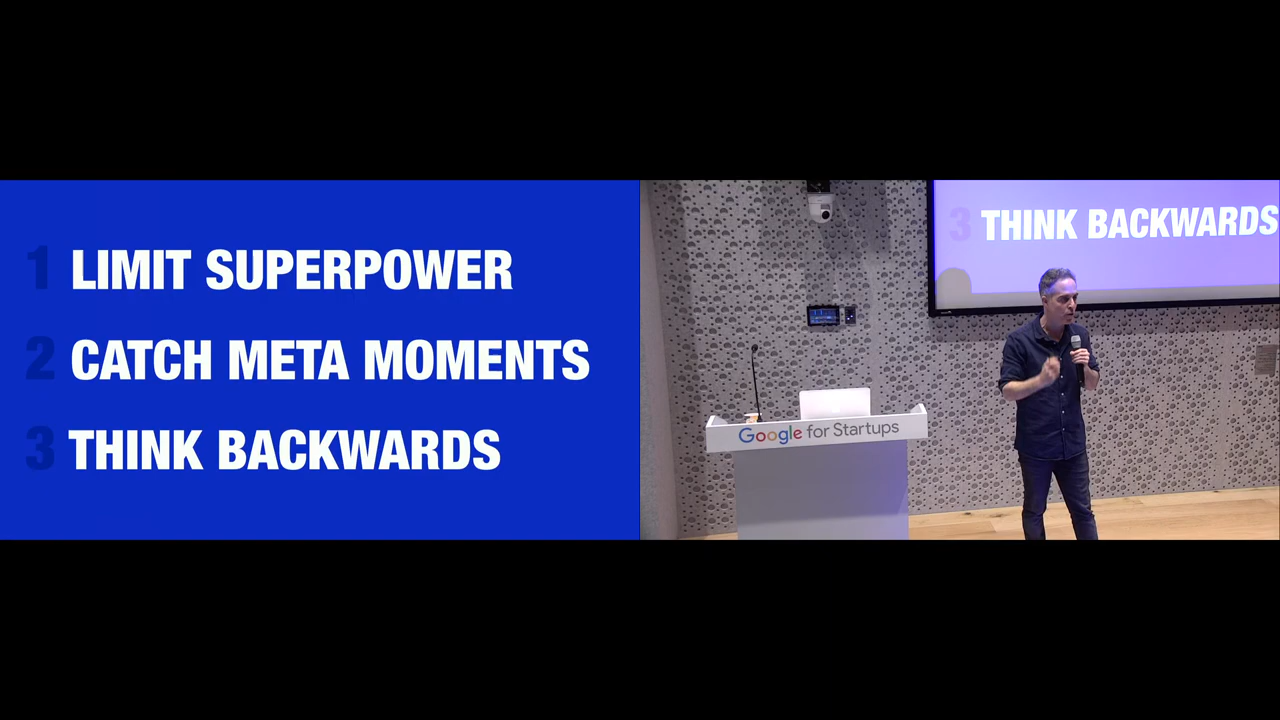 1 LIMIT SUPERPOWER
2 CATCH META MOMENTS
3 THINK BACKWARDS
3 THINK BACKWARDS
Google for Startups